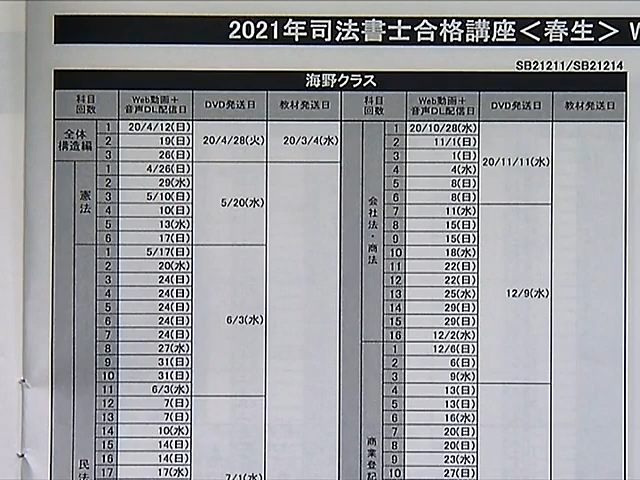 2021年司法書士合格講座＜春生＞ W
SB21211/SB21214
海野クラス
科目 回数 Web動画＋ 音声DL配信日 DVD発送日 教材発送日
全体構造編
1 20/4/12(日) 20/4/28(火) 20/3/4(水)
2 19(日)
3 26(日)
憲法
1 4/26(日) 5/20(水)
2 29(水)
3 5/10(日)
4 10(日)
5 13(水)
6 17(日)
民法
1 5/17(日) 6/3(水)
2 20(水)
3 24(日)
4 24(日)
5 24(日)
6 24(日)
7 24(日)
8 27(水)
9 31(日)
10 31(日)
11 6/3(水)
12 7(日) 7/1(水)
13 7(日)
14 10(水)
15 14(日)
16 14(日)
17 17(水)
科目 回数 Web動画＋ 音声DL配信日 DVD発送日 教材発送日
会社法・商法
1 20/10/28(水) 20/11/11(水)
2 11/1(日)
3 1(日)
4 4(水)
5 8(日)
6 8(日)
7 11(水) 12/9(水)
8 15(日)
9 15(日)
10 18(水)
11 22(日)
12 22(日)
13 25(水)
14 29(日)
15 29(日)
16 12/2(水)
商業登記
1 12/6(日)
2 6(日)
3 9(水)
4 13(日)
5 13(日)
6 16(水)
7 20(日)
8 20(日)
9 23(水)
10 27(日)